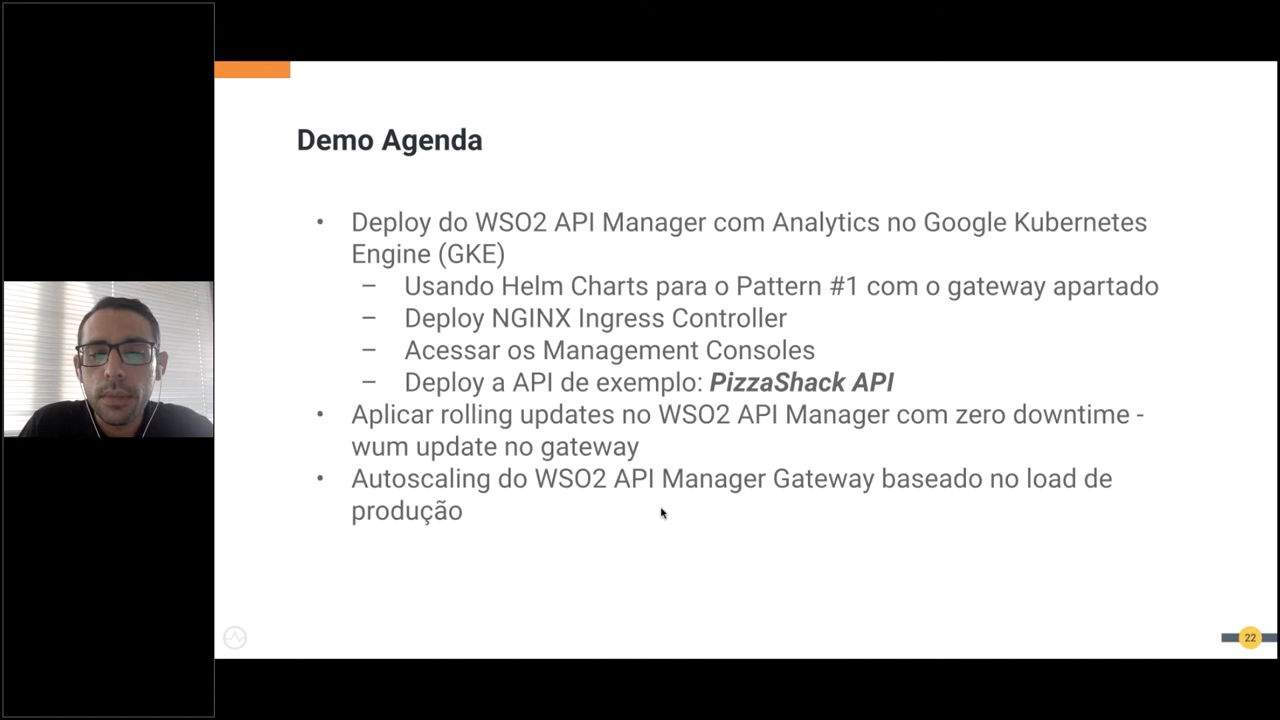 Demo Agenda
• Deploy do WSO2 API Manager com Analytics no Google Kubernetes
Engine (GKE)
– Usando Helm Charts para o Pattern #1 com o gateway apartado
– Deploy NGINX Ingress Controller
– Acessar os Management Consoles
– Deploy a API de exemplo: PizzaShack API
• Aplicar rolling updates no WSO2 API Manager com zero downtime -
wum update no gateway
• Autoscaling do WSO2 API Manager Gateway baseado no load de
produção
22